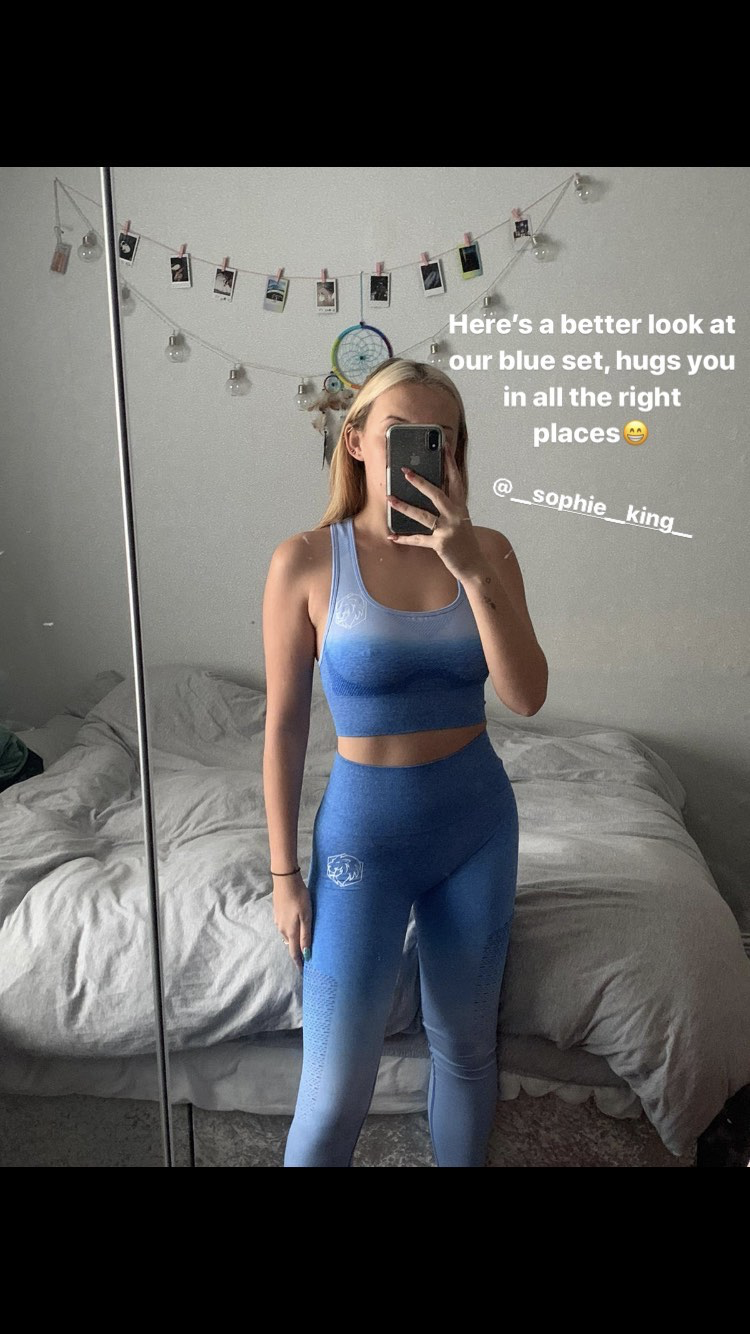 Here’s a better look at
our blue set, hugs you
in all the right
places😁
@__sophie__king__